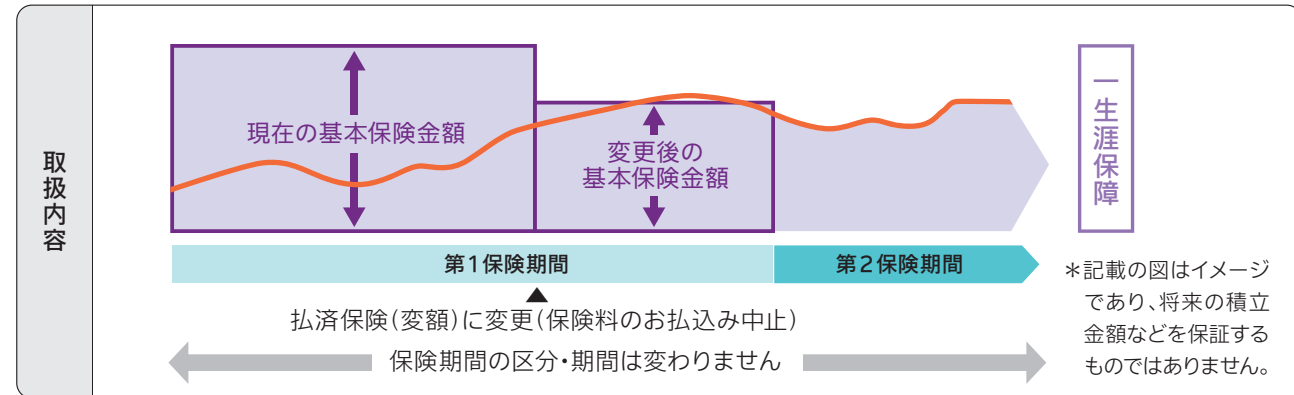 取扱内容
現在の基本保険金額
変更後の
基本保険金額
一生涯保障
第1保険期間
第2保険期間
払済保険(変額)に変更(保険料のお払込み中止)
保険期間の区分・期間は変わりません
＊記載の図はイメージ
であり、将来の積立
金額などを保証する
ものではありません。